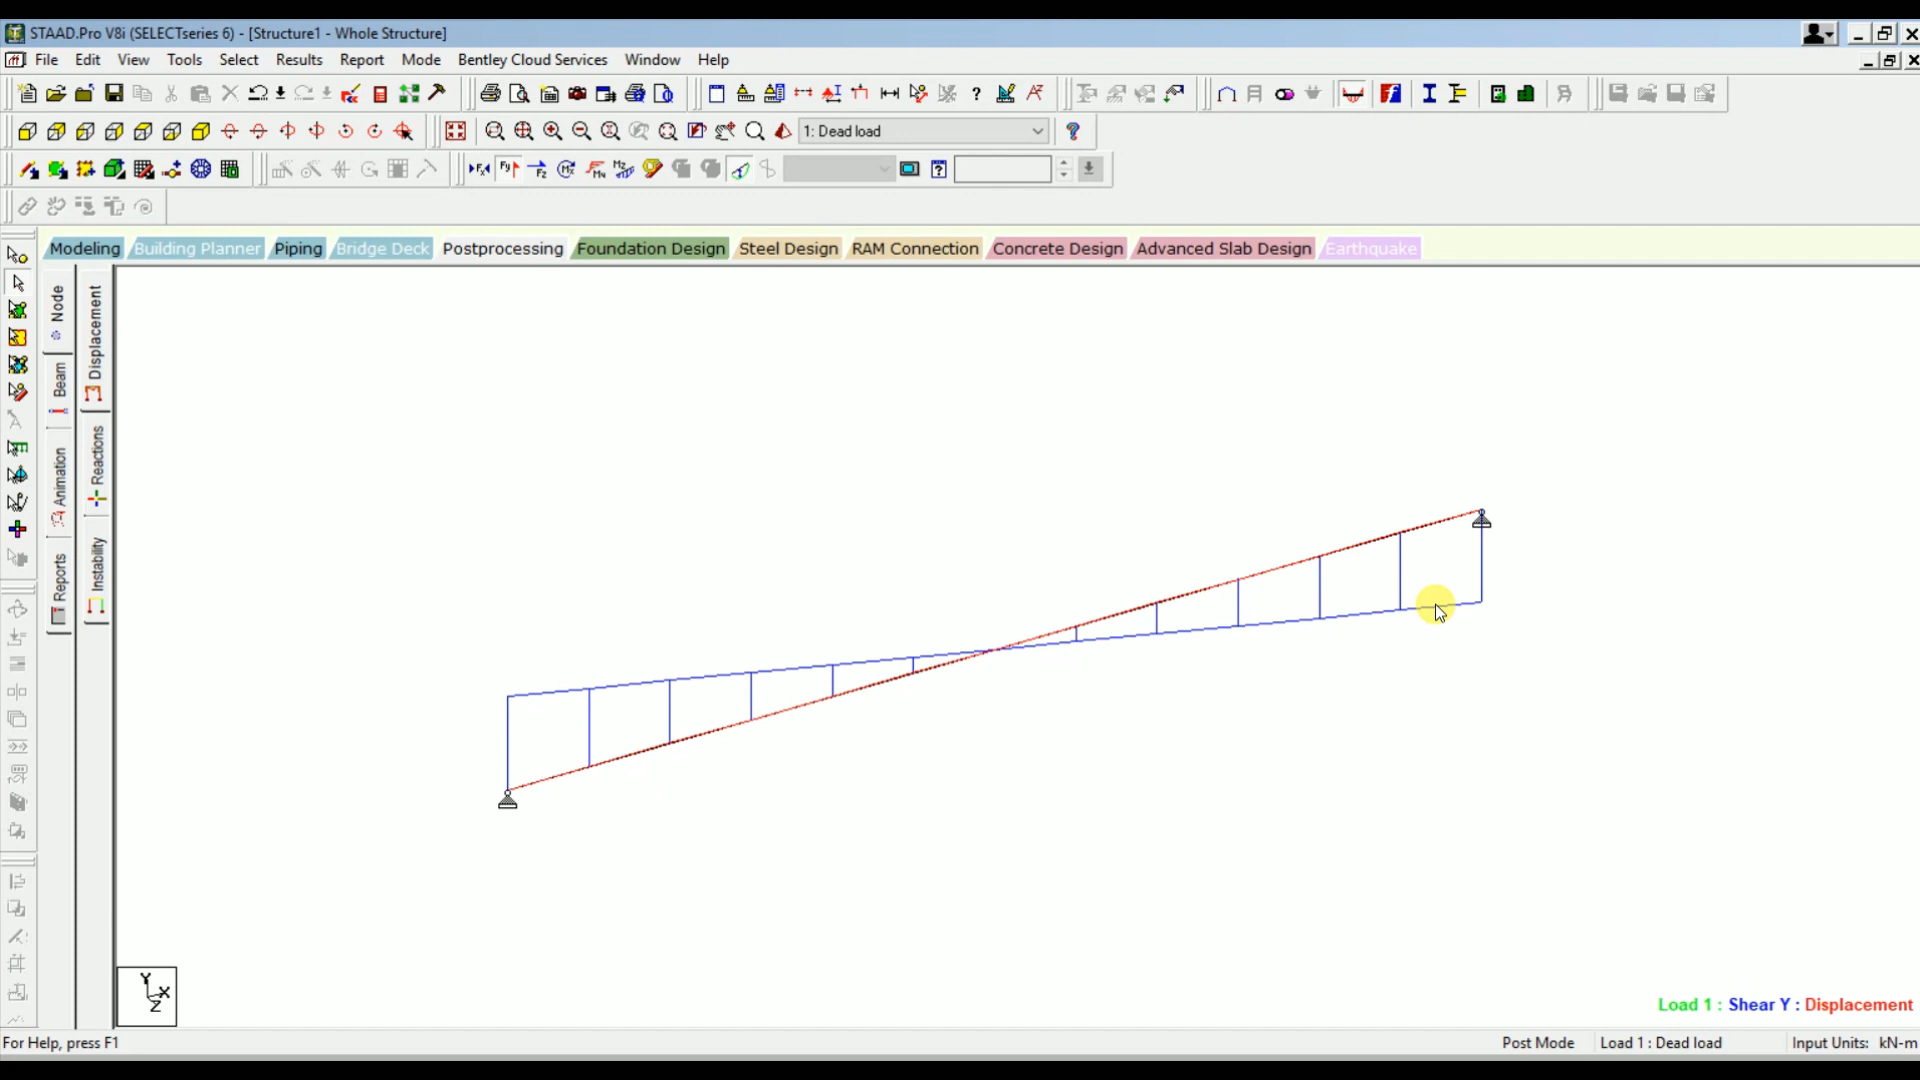 STAAD.Pro V8i (SELECTseries 6) - [Structure1 - Whole Structure]
File Edit View Tools Select Results Report Mode Bentley Cloud Services Window Help
1: Dead load
Modeling Building Planner Piping Bridge Deck Postprocessing Foundation Design Steel Design RAM Connection Concrete Design Advanced Slab Design Earthquake
Node
Beam
Animation
Reports
Displacement
Reactions
Instability
Y
X
Z
Load 1 : Shear Y : Displacement
For Help, press F1
Post Mode
Load 1 : Dead load
Input Units: kN-m